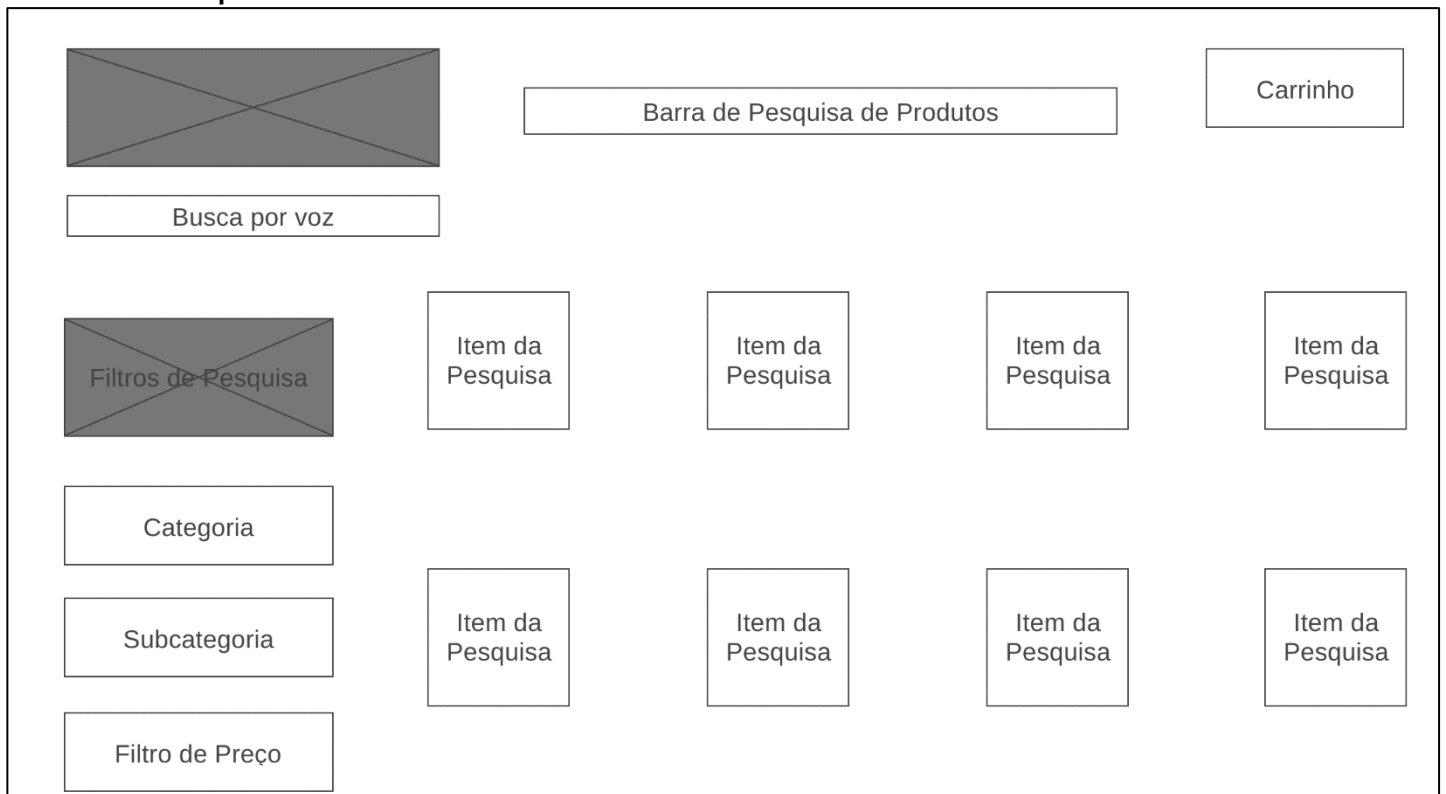 Barra de Pesquisa de Produtos
Carrinho
Busca por voz
Filtros de Pesquisa
Item da
Pesquisa
Item da
Pesquisa
Item da
Pesquisa
Item da
Pesquisa
Categoria
Subcategoria
Filtro de Preço
Item da
Pesquisa
Item da
Pesquisa
Item da
Pesquisa
Item da
Pesquisa